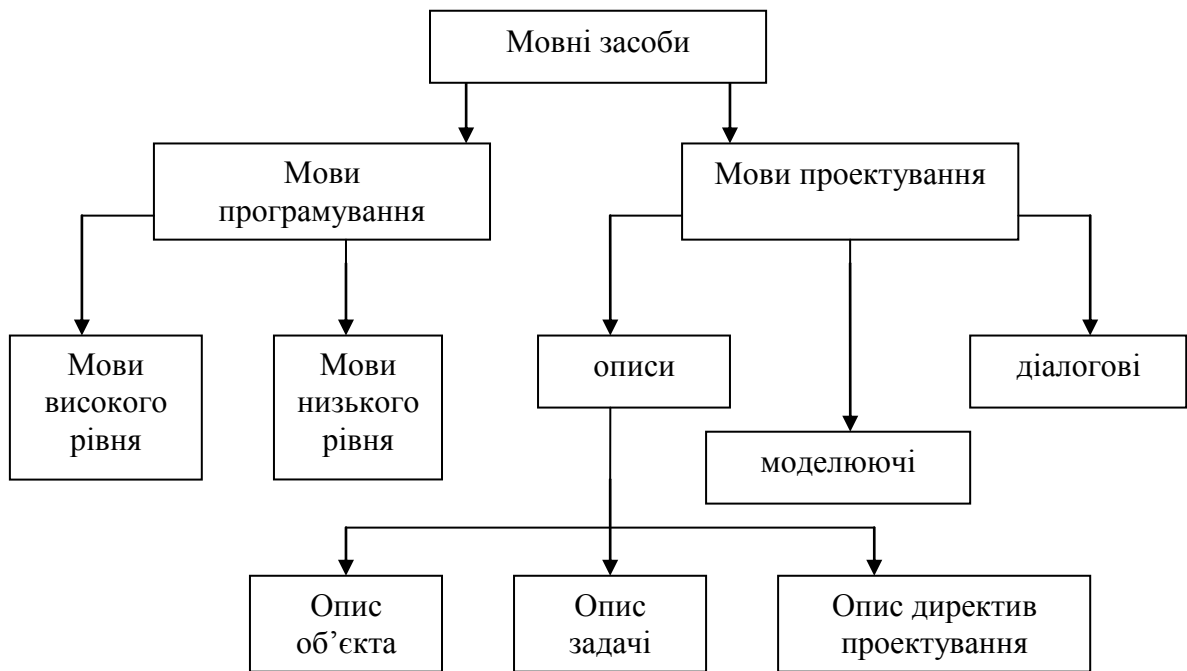 Мовні засоби
Мови
програмування
Мови проектування
Мови
високого
рівня
Мови
низького
рівня
описи
моделюючі
діалогові
Опис
об’єкта
Опис
задачі
Опис директив
проектування